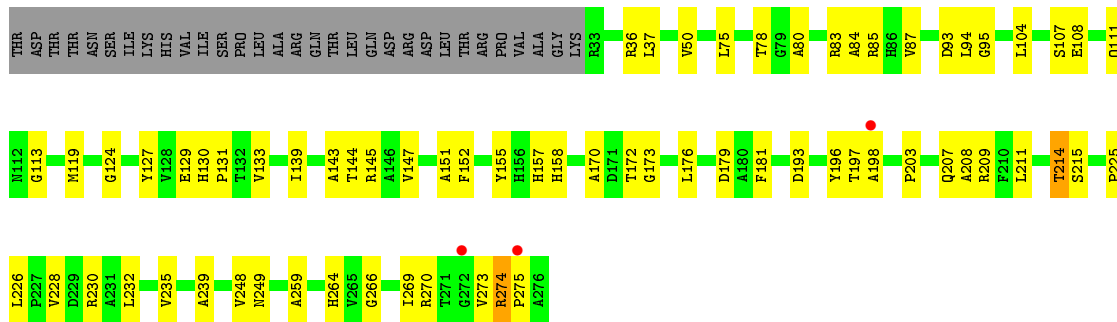 THR ASP THR THR ASN SER ILE LYS HIS VAL ILE SER PRO LEU ALA ARG GLN THR LEU GLN ASP ARG ASP LEU THR ARG PRO VAL ALA GLY LYS R33 R36 L37 V50 L75 T78 G79 A80 R83 A84 R85 H86 V87 D93 L94 G95 L104 S107 E108 Q111
N112 G113 M119 G124 Y127 V128 E129 H130 P131 T132 V133 I139 A143 T144 R145 A146 V147 A151 F152 Y155 H156 H157 H158 A170 D171 T172 G173 L176 D179 A180 F181 D193 Y196 T197 A198 P203 Q207 A208 R209 F210 L211 T214 S215 P225
L226 P227 V228 D229 R230 A231 L232 V235 A239 V248 N249 A259 H264 V265 G266 I269 R270 T271 G272 V273 R274 P275 A276